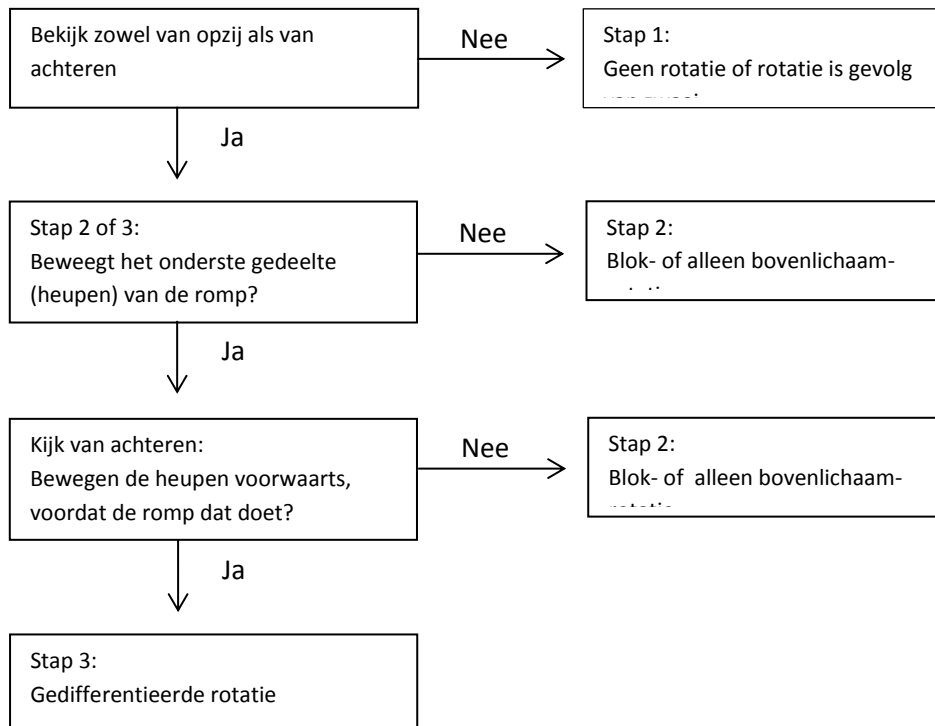 Bekijk zowel van opzij als van
achteren
Nee
Stap 1:
Geen rotatie of rotatie is gevolg
Ja
Stap 2 of 3:
Beweegt het onderste gedeelte
(heupen) van de romp?
Nee
Stap 2:
Blok- of alleen bovenlichaam-
Ja
Kijk van achteren:
Bewegen de heupen voorwaarts,
voordat de romp dat doet?
Nee
Stap 2:
Blok- of  alleen bovenlichaam-
Ja
Stap 3:
Gedifferentieerde rotatie